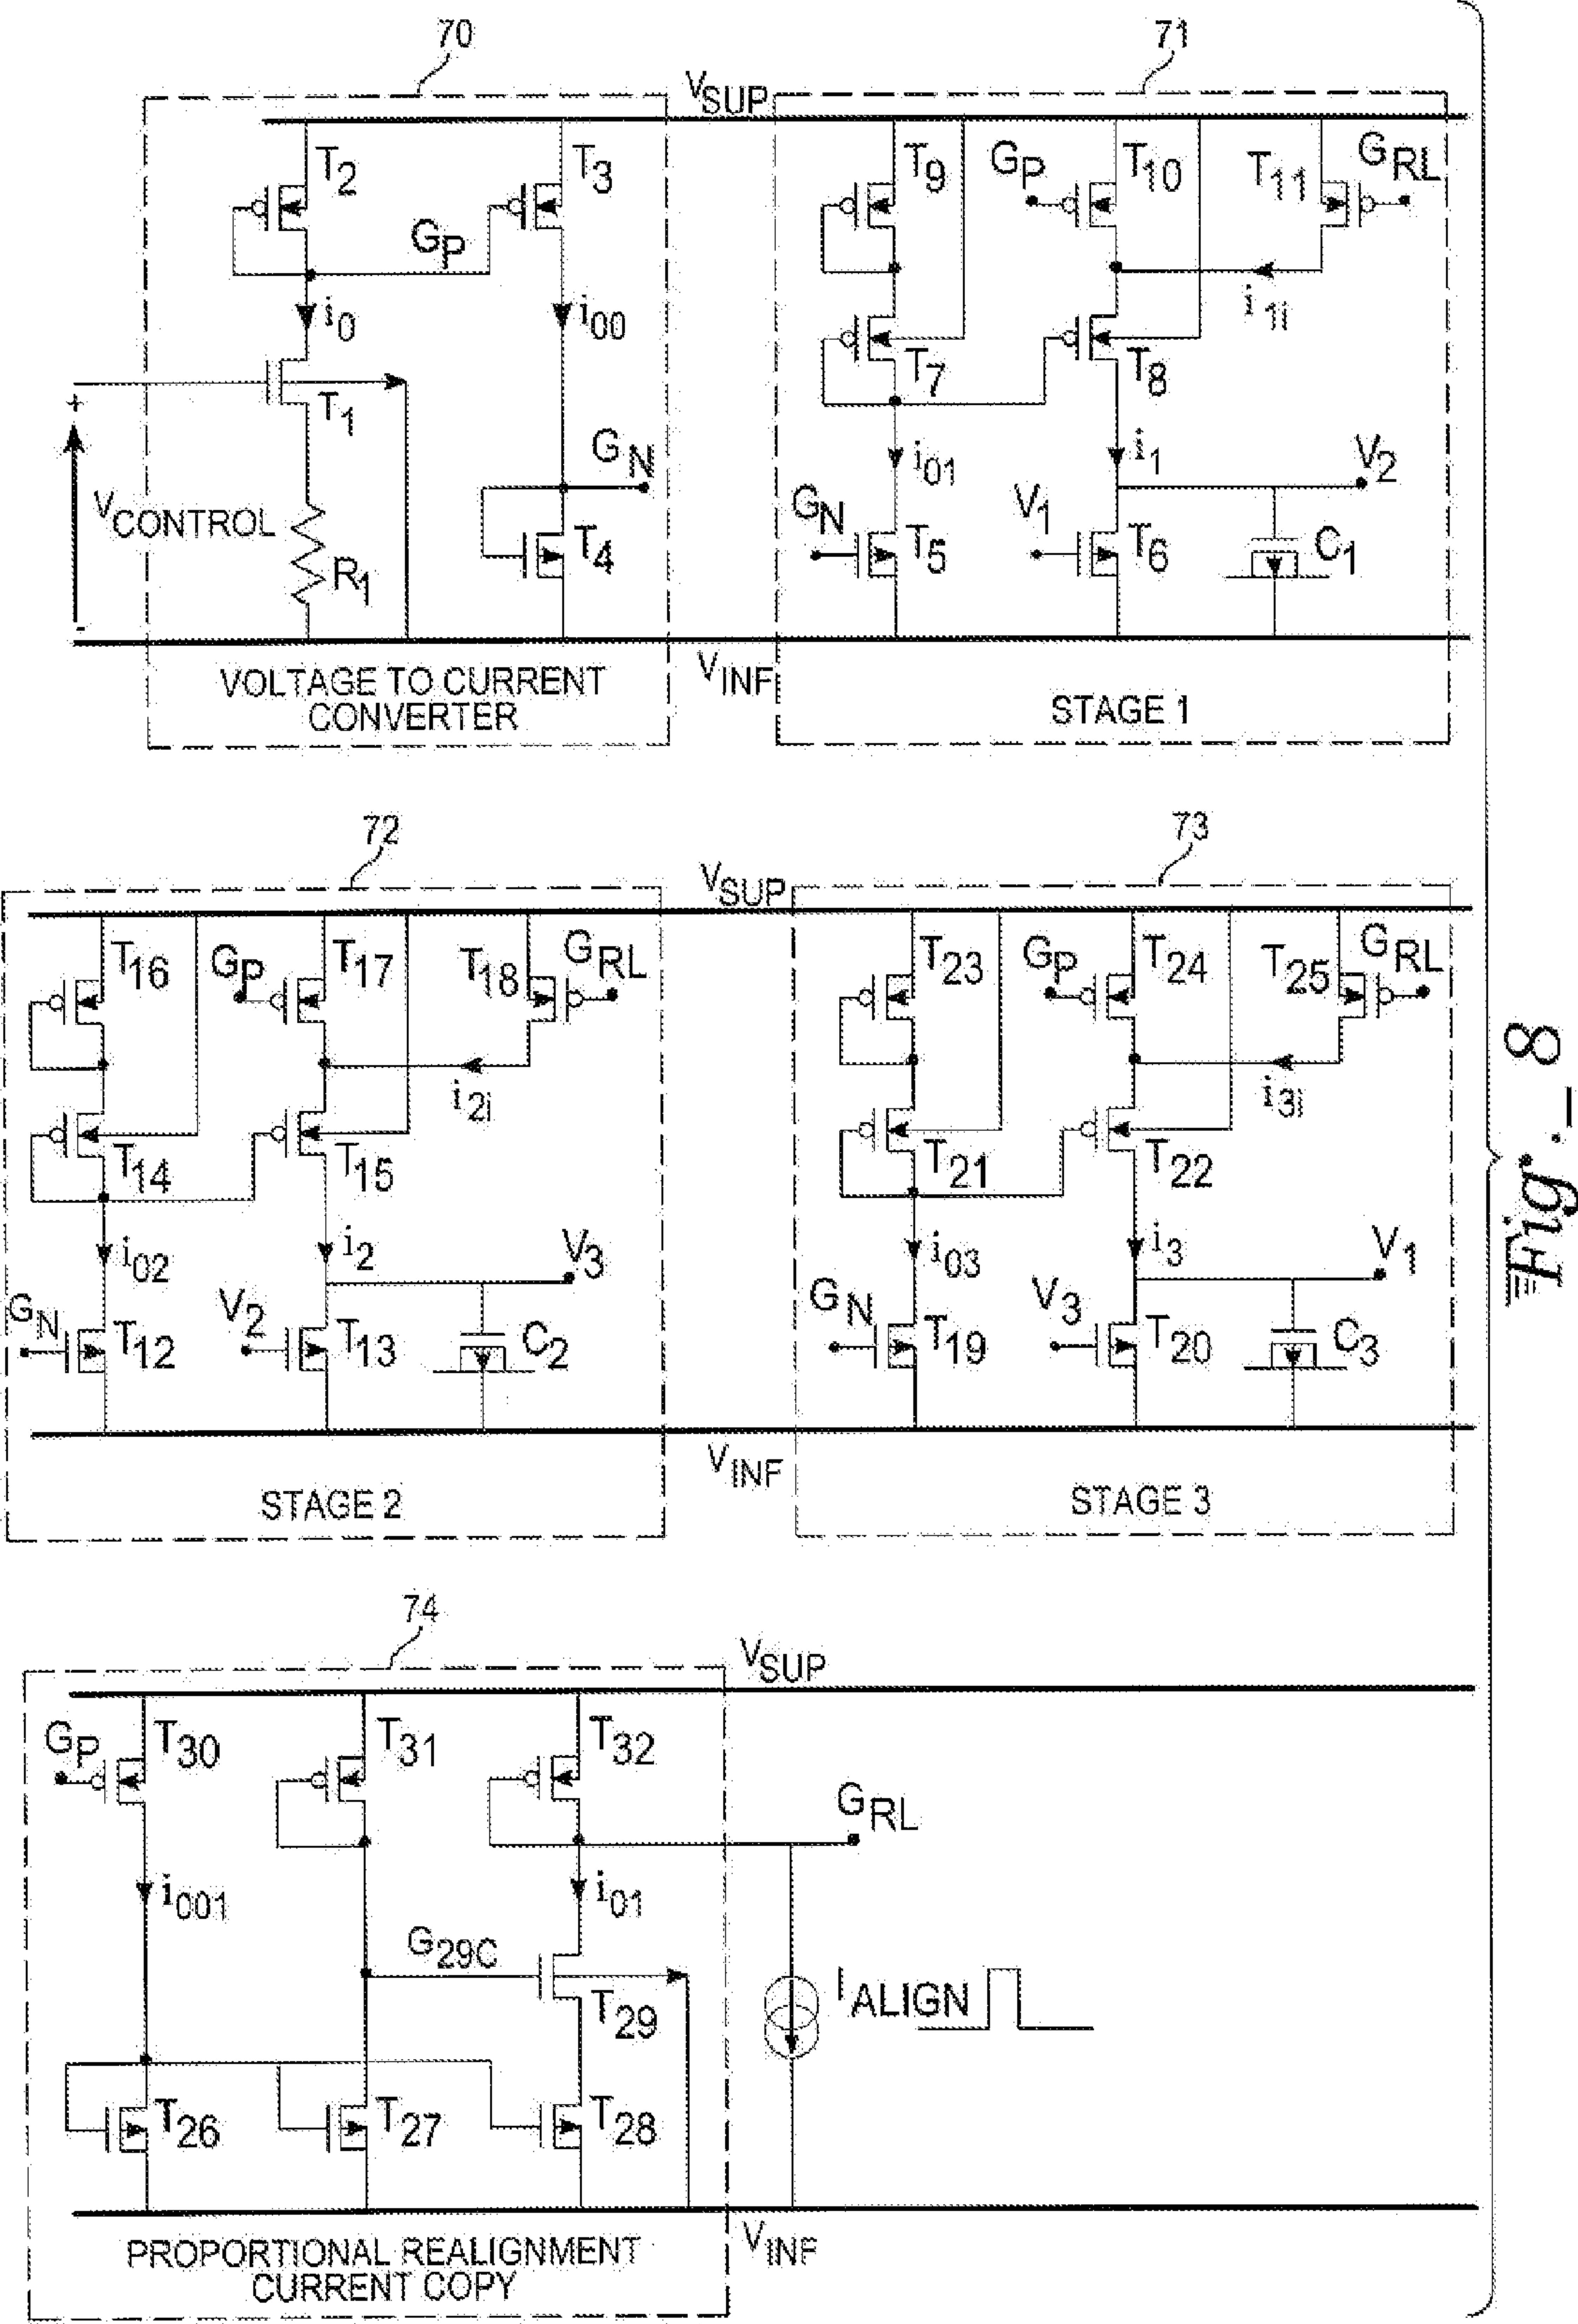 70
71
VSUP
T2
T3
GP
i0
i00
T1
GN
+
VCONTROL
-
R1
T4
VINF
VOLTAGE TO CURRENT
CONVERTER
T9
GP
T10
T11
GRL
i1i
T7
T8
i01
i1
V2
GN
T5
V1
T6
C1
STAGE 1
72
73
VSUP
T16
GP
T17
T18
GRL
i2i
T14
T15
i02
i2
V3
GN
T12
V2
T13
C2
VINF
STAGE 2
T23
GP
T24
T25
GRL
i3i
T21
T22
i03
i3
V1
GN
T19
V3
T20
C3
STAGE 3
74
VSUP
GP
T30
T31
T32
GRL
i001
i01
G29C
T29
IALIGN
T26
T27
T28
VINF
PROPORTIONAL REALIGNMENT
CURRENT COPY
Fig._8